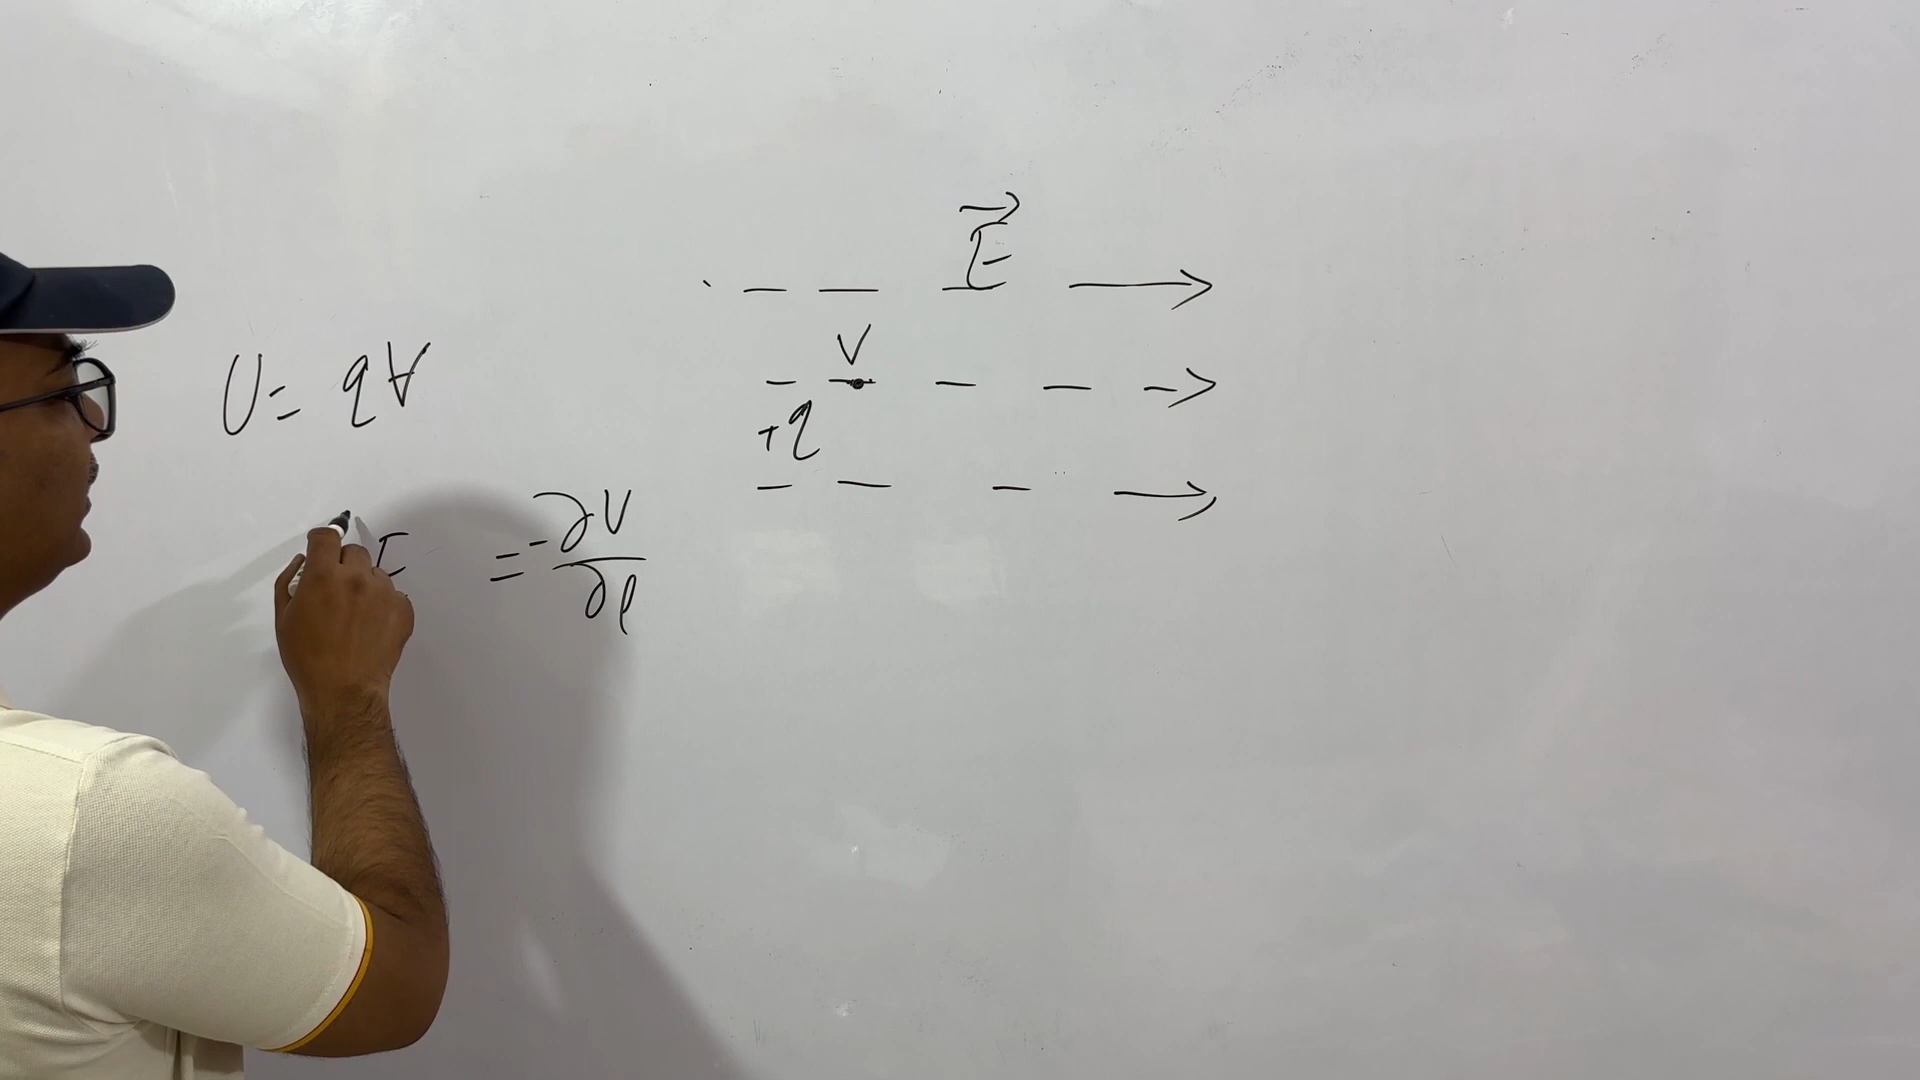 E⃗
V
U = qV
+q
E = -∂V/∂l